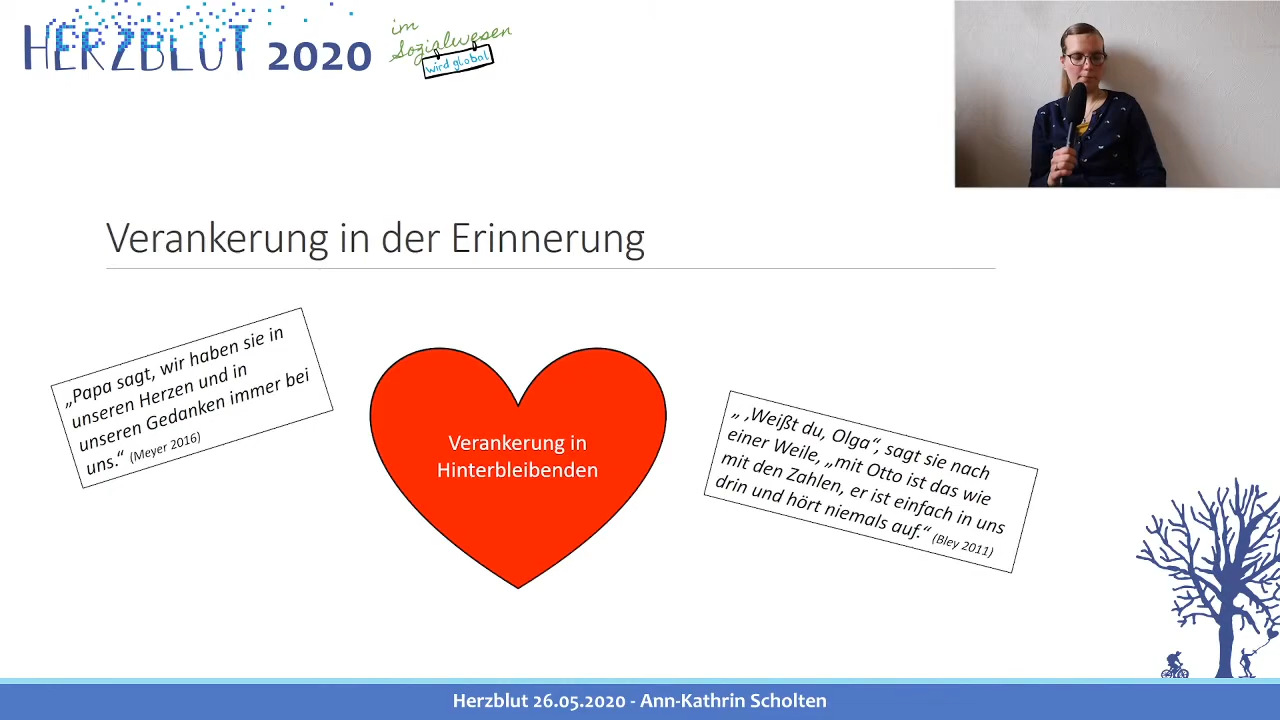 HERZBLUT 2020
im
Sozialwesen
wird global
Verankerung in der Erinnerung
„Papa sagt, wir haben sie in
unseren Herzen und in
unseren Gedanken immer bei
uns.“ (Meyer 2016)
Verankerung in
Hinterbleibenden
„ ‚Weißt du, Olga“, sagt sie nach
einer Weile, „mit Otto ist das wie
mit den Zahlen, er ist einfach in uns
drin und hört niemals auf.“ (Bley 2011)
Herzblut 26.05.2020 - Ann-Kathrin Scholten